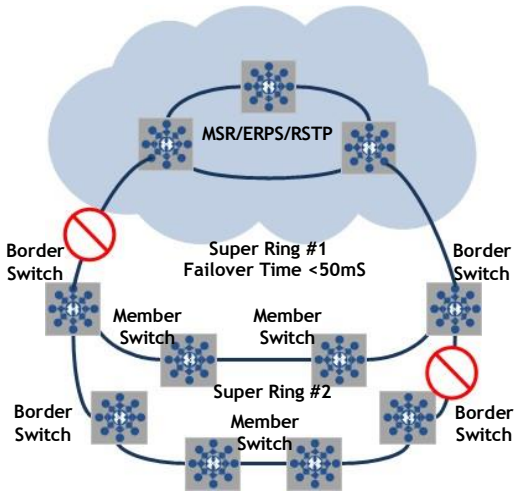 MSR/ERPS/RSTP
Border
Switch
Super Ring #1
Failover Time <50mS
Border
Switch
Member
Switch
Member
Switch
Super Ring #2
Border
Switch
Member
Switch
Border
Switch